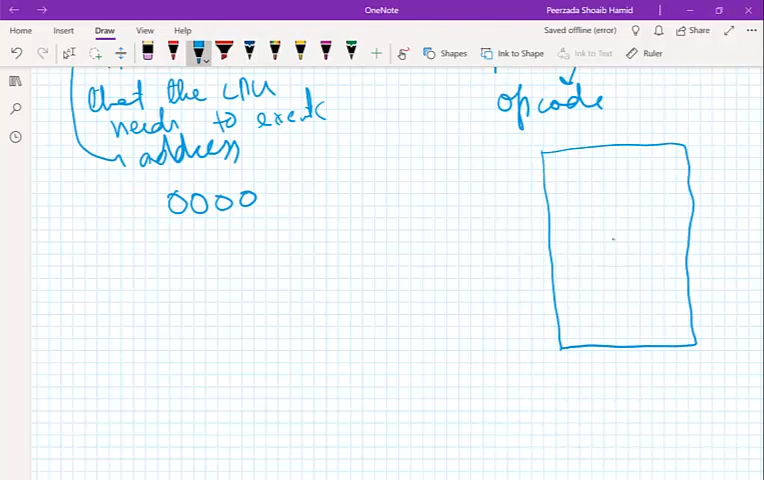 OneNote
Peerzada Shoaib Hamid
Home Insert Draw View Help
Saved offline (error) Share
Shapes Ink to Shape Ink to Text Ruler
that the CPU
needs to execute
address
0000
opcode